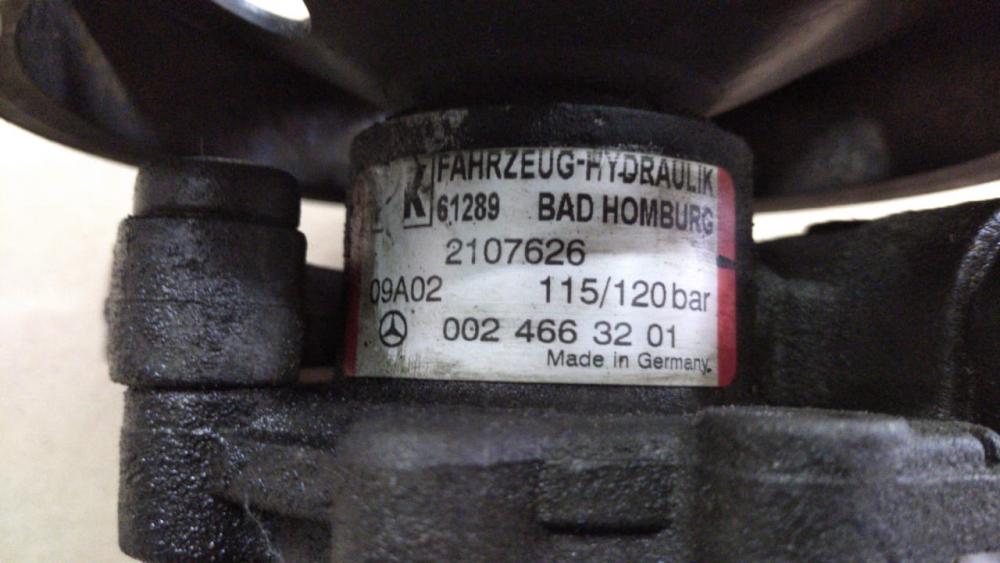 K FAHRZEUG-HYDRAULIK
61289 BAD HOMBURG
2107626
09A02 115/120 bar
002 466 32 01
Made in Germany.